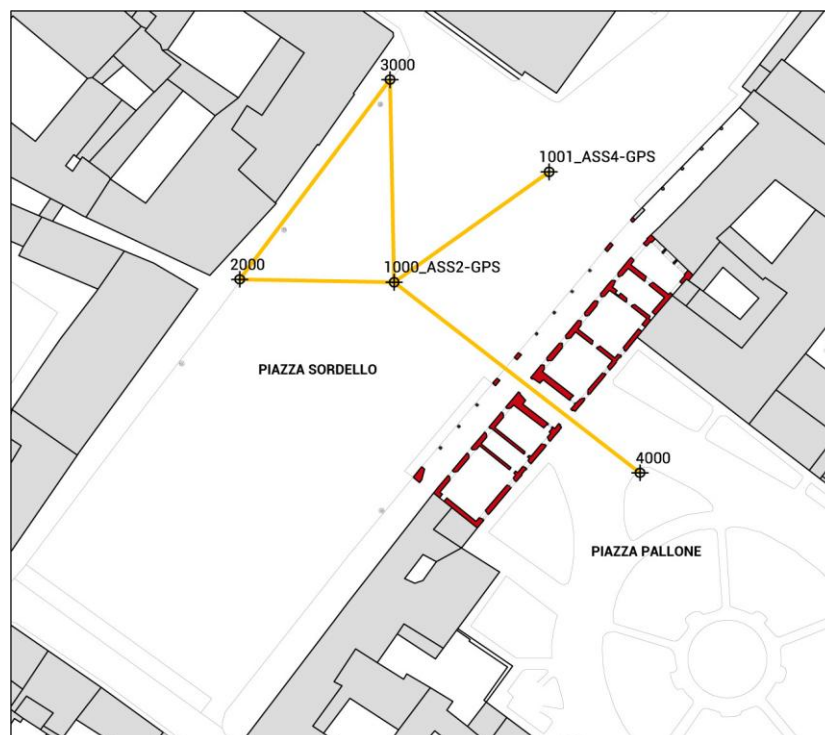 3000
1001_ASS4-GPS
2000
1000_ASS2-GPS
PIAZZA SORDELLO
4000
PIAZZA PALLONE